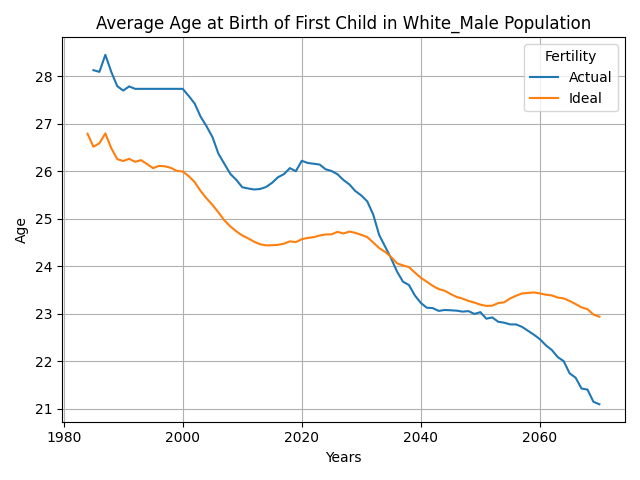 Average Age at Birth of First Child in White_Male Population
Fertility
Actual
Ideal
Age
28
27
26
25
24
23
22
21
1980
2000
2020
2040
2060
Years